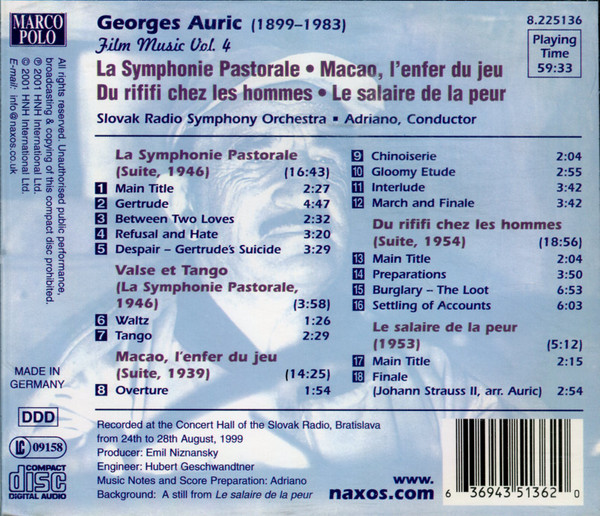 MARCO
POLO
Georges Auric (1899–1983)
Film Music Vol. 4
8.225136
Playing
Time
59:33
La Symphonie Pastorale • Macao, l'enfer du jeu
Du rififi chez les hommes • Le salaire de la peur
Slovak Radio Symphony Orchestra • Adriano, Conductor
La Symphonie Pastorale
(Suite, 1946) (16:43)
1 Main Title 2:27
2 Gertrude 4:47
3 Between Two Loves 2:32
4 Refusal and Hate 3:20
5 Despair – Gertrude's Suicide 3:29
Valse et Tango
(La Symphonie Pastorale,
1946) (3:58)
6 Waltz 1:26
7 Tango 2:29
Macao, l'enfer du jeu
(Suite, 1939) (14:25)
8 Overture 1:54
9 Chinoiserie 2:04
10 Gloomy Etude 2:55
11 Interlude 3:42
12 March and Finale 3:42
Du rififi chez les hommes
(Suite, 1954) (18:56)
13 Main Title 2:04
14 Preparations 3:50
15 Burglary – The Loot 6:53
16 Settling of Accounts 6:03
Le salaire de la peur
(1953) (5:12)
17 Main Title 2:15
18 Finale
(Johann Strauss II, arr. Auric) 2:54
Recorded at the Concert Hall of the Slovak Radio, Bratislava
from 24th to 28th August, 1999
Producer: Emil Niznansky
Engineer: Hubert Geschwandtner
Music Notes and Score Preparation: Adriano
Background: A still from Le salaire de la peur
www.
naxos.com
6 36943 51362 0
All rights reserved. Unauthorised public performance,
broadcasting & copying of this compact disc prohibited.
℗ 2001 HNH International Ltd.
© 2001 HNH International Ltd.
E-mail: info@naxos.co.uk
MADE IN
GERMANY
DDD
LC 09158
COMPACT
disc
DIGITAL AUDIO